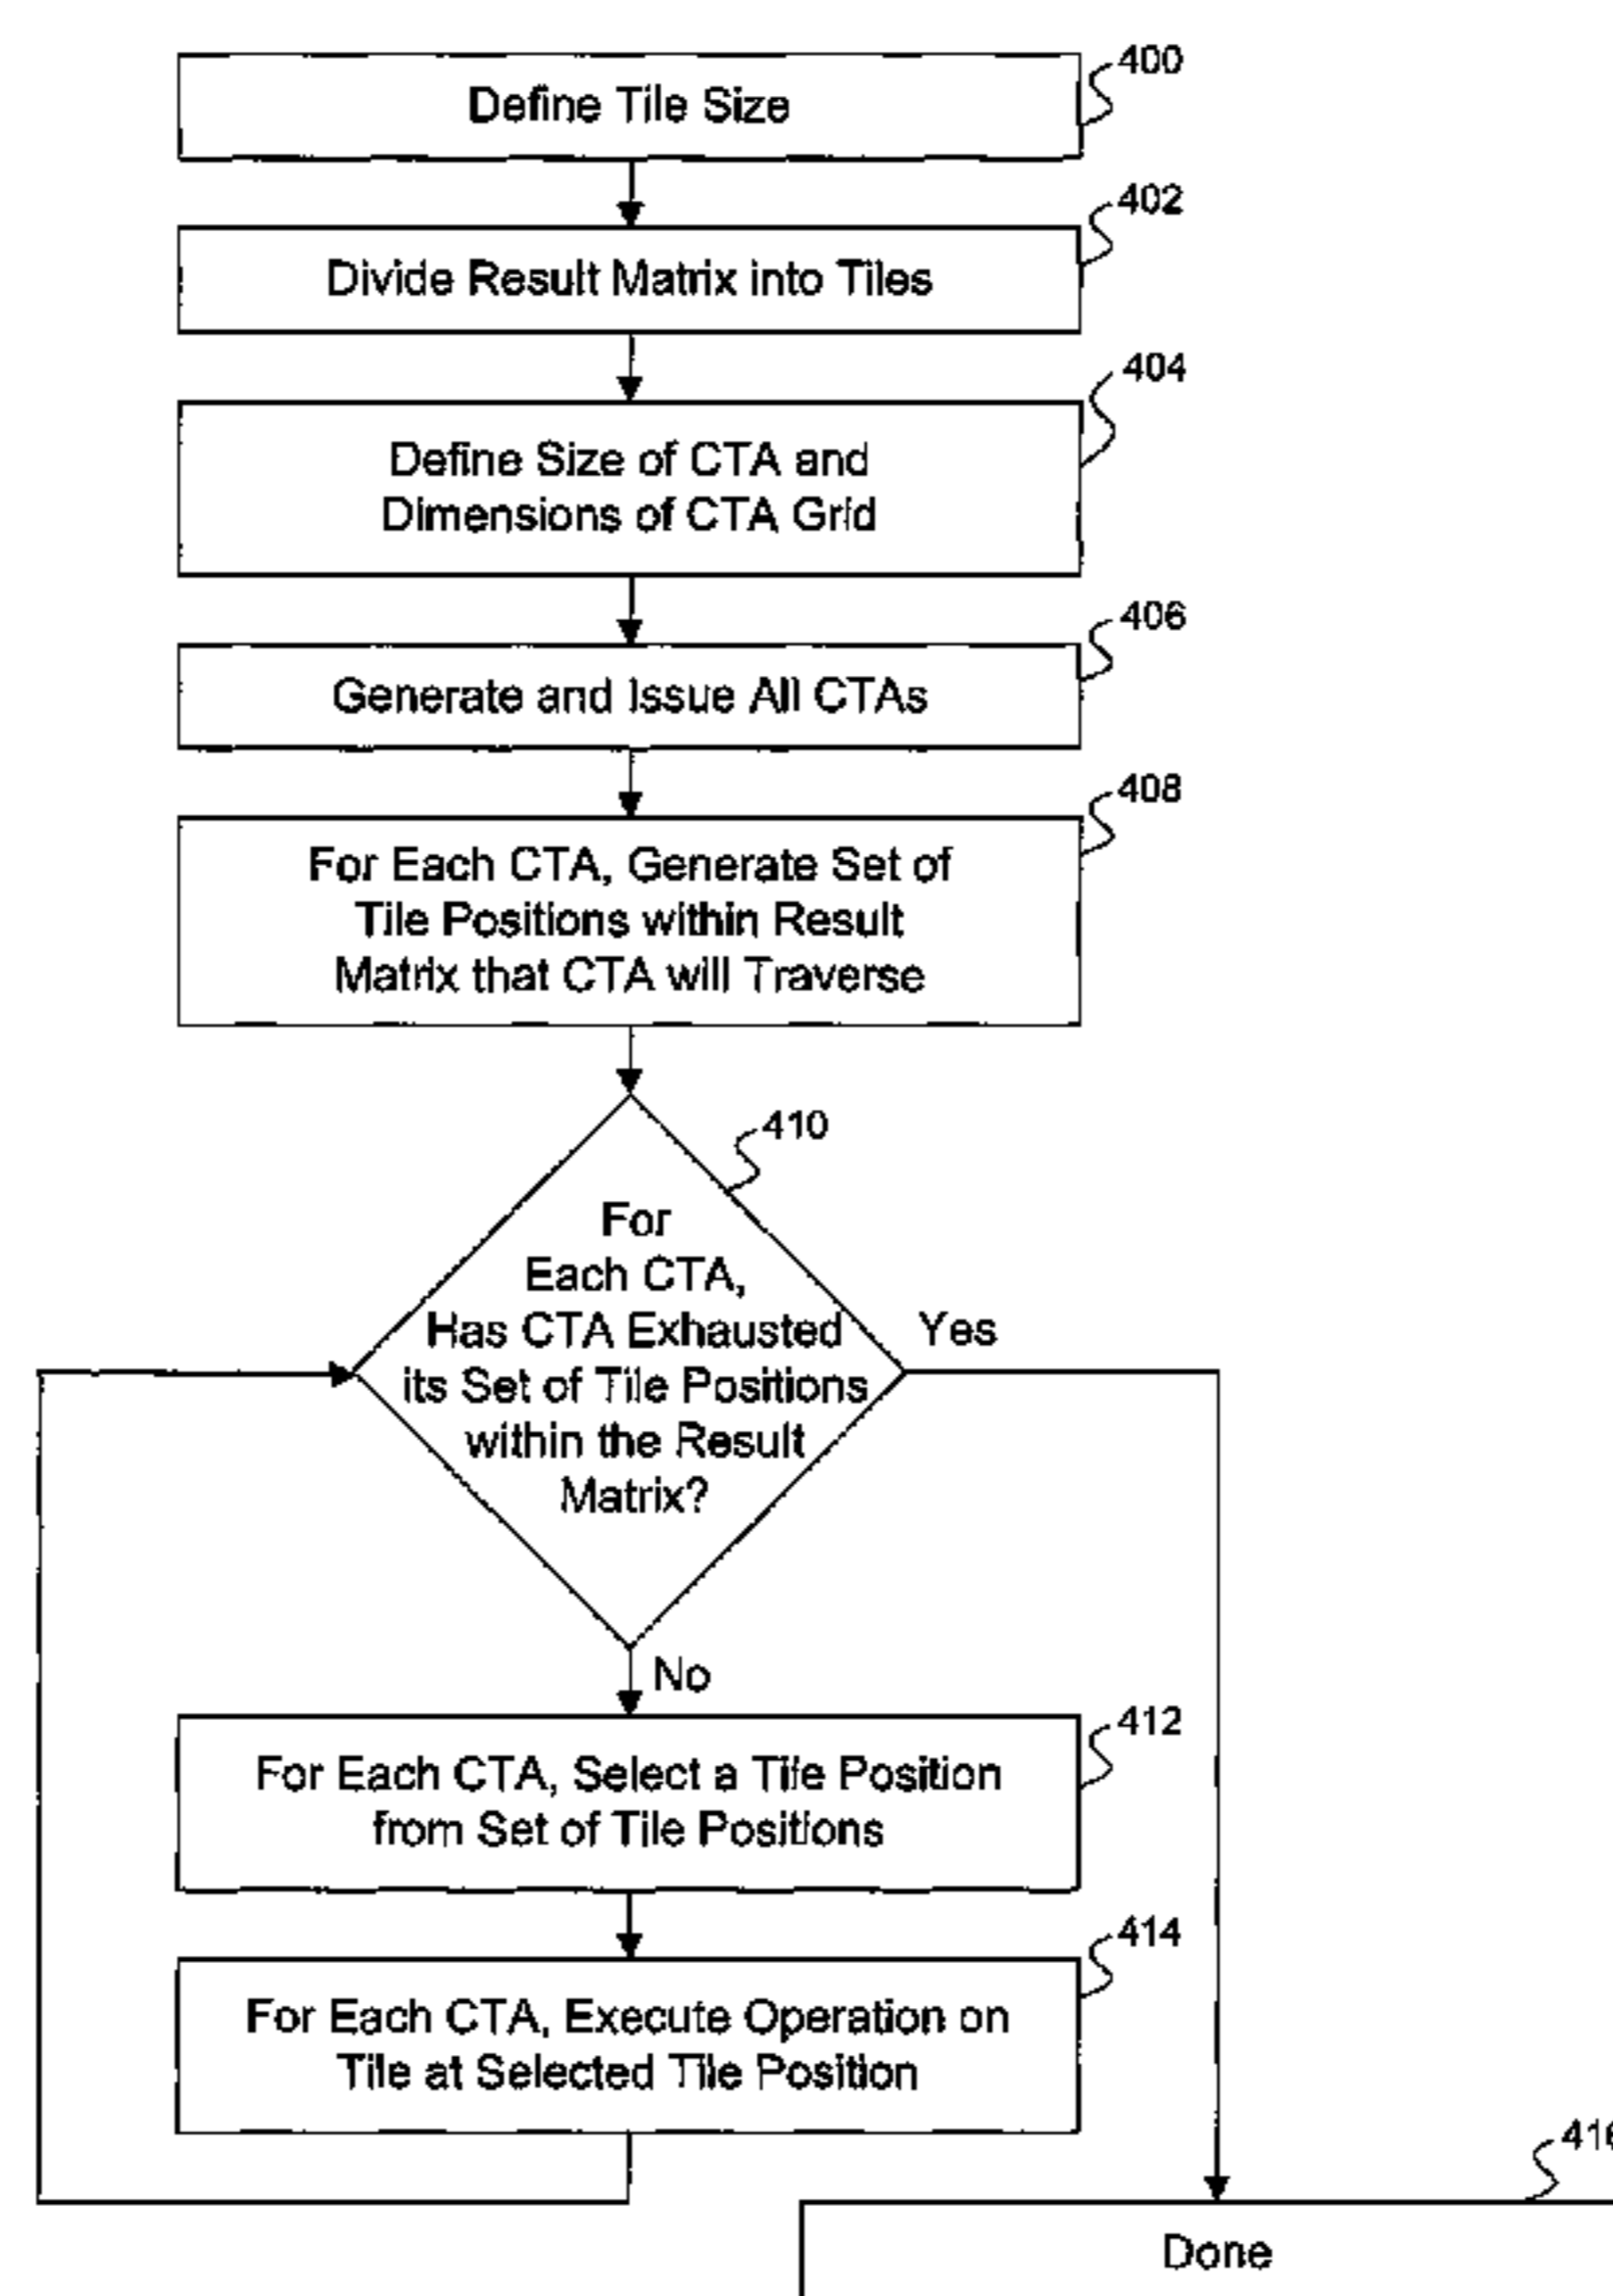 400
Define Tile Size
402
Divide Result Matrix into Tiles
404
Define Size of CTA and
Dimensions of CTA Grid
406
Generate and Issue All CTAs
408
For Each CTA, Generate Set of
Tile Positions within Result
Matrix that CTA will Traverse
410
For
Each CTA,
Has CTA Exhausted
its Set of Tile Positions
within the Result
Matrix?
Yes
No
412
For Each CTA, Select a Tile Position
from Set of Tile Positions
414
For Each CTA, Execute Operation on
Tile at Selected Tile Position
416
Done